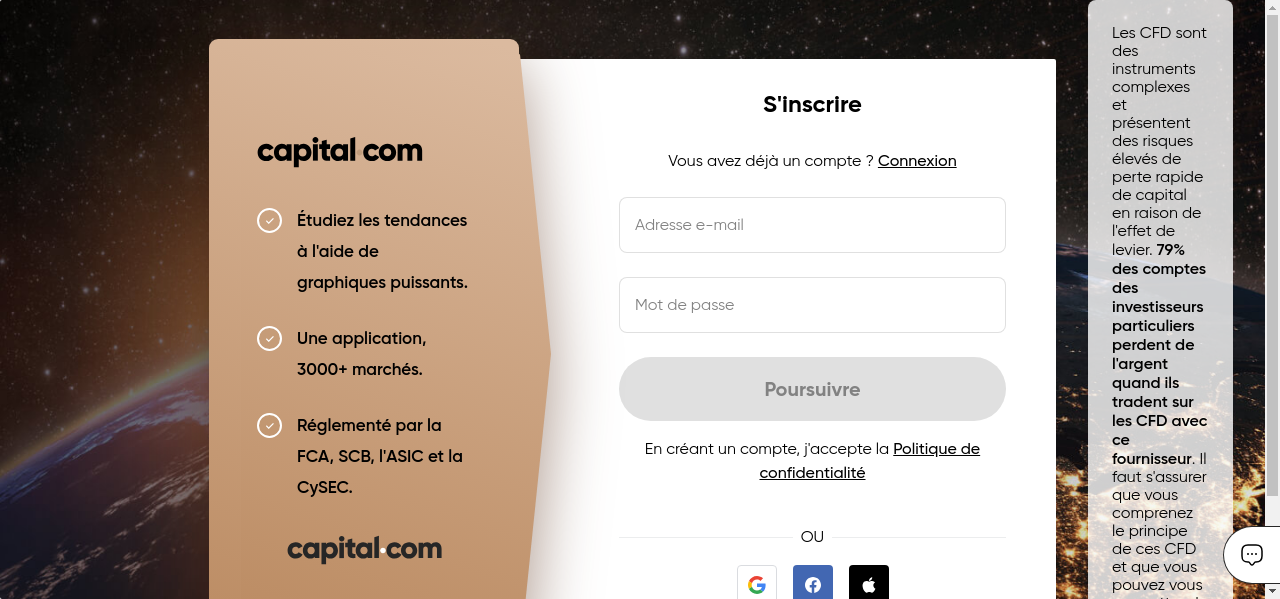 capital com
Étudiez les tendances
à l'aide de
graphiques puissants.
Une application,
3000+ marchés.
Réglementé par la
FCA, SCB, l'ASIC et la
CySEC.
capital.com
S'inscrire
Vous avez déjà un compte ? Connexion
Adresse e-mail
Mot de passe
Poursuivre
En créant un compte, j'accepte la Politique de
confidentialité
OU
Les CFD sont
des
instruments
complexes
et
présentent
des risques
élevés de
perte rapide
de capital
en raison de
l'effet de
levier. 79%
des comptes
des
investisseurs
particuliers
perdent de
l'argent
quand ils
tradent sur
les CFD avec
ce
fournisseur. Il
faut s'assurer
que vous
comprenez
le principe
de ces CFD
et que vous
pouvez vous